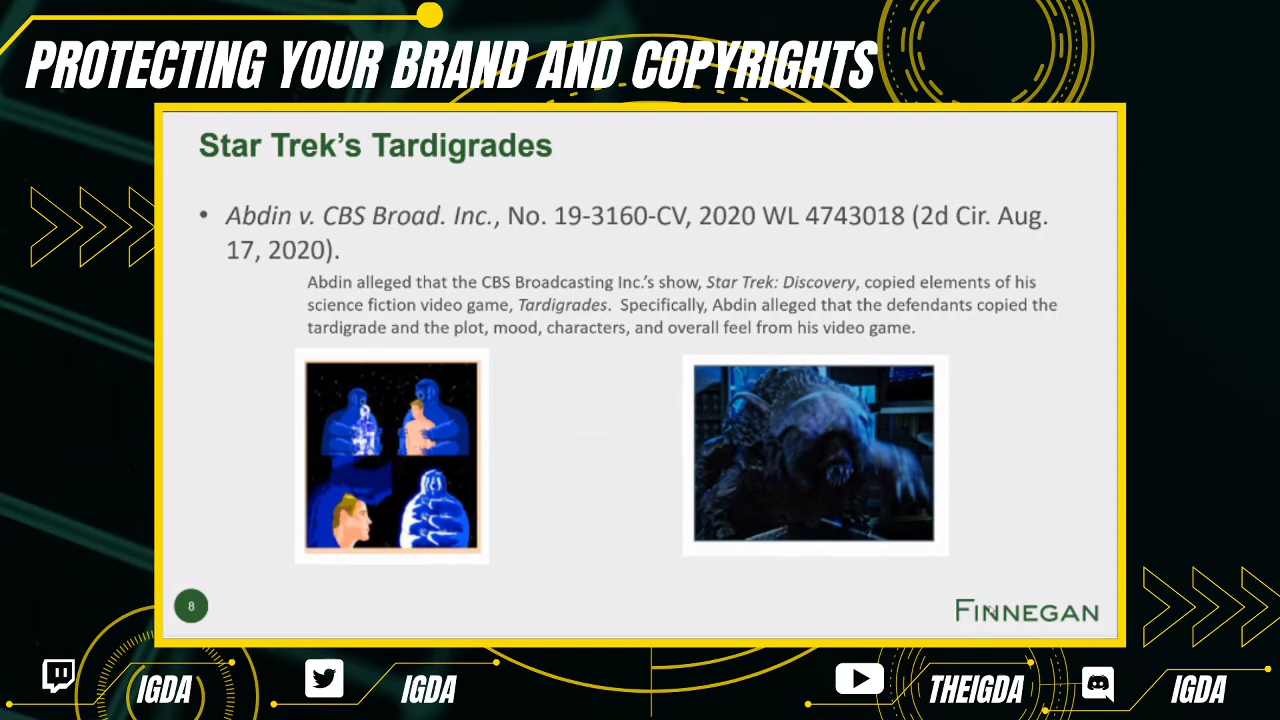 PROTECTING YOUR BRAND AND COPYRIGHTS
Star Trek's Tardigrades
• Abdin v. CBS Broad. Inc., No. 19-3160-CV, 2020 WL 4743018 (2d Cir. Aug.
17, 2020).
Abdin alleged that the CBS Broadcasting Inc.'s show, Star Trek: Discovery, copied elements of his
science fiction video game, Tardigrades. Specifically, Abdin alleged that the defendants copied the
tardigrade and the plot, mood, characters, and overall feel from his video game.
8
FINNEGAN
IGDA
IGDA
THEIGDA
IGDA